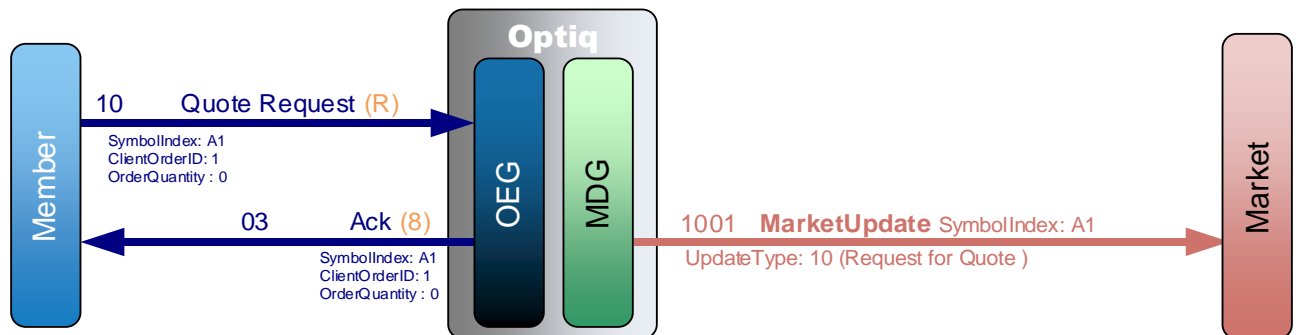 Optiq
Member
10 Quote Request (R)
SymbolIndex: A1
ClientOrderID: 1
OrderQuantity : 0
03 Ack (8)
SymbolIndex: A1
ClientOrderID: 1
OrderQuantity : 0
OEG
MDG
1001 MarketUpdate SymbolIndex: A1
UpdateType: 10 (Request for Quote )
Market